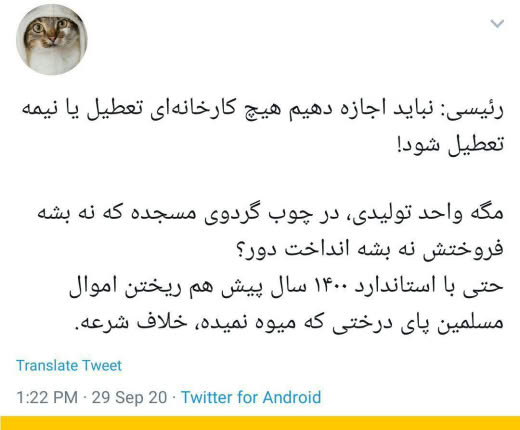 رئیسی: نباید اجازه دهیم هیچ کارخانه‌ای تعطیل یا نیمه
تعطیل شود!
مگه واحد تولیدی، در چوب گردوی مسجده که نه بشه
فروختش نه بشه انداخت دور؟
حتی با استاندارد ۱۴۰۰ سال پیش هم ریختن اموال
مسلمین پای درختی که میوه نمیده، خلاف شرعه.
Translate Tweet
1:22 PM · 29 Sep 20 · Twitter for Android